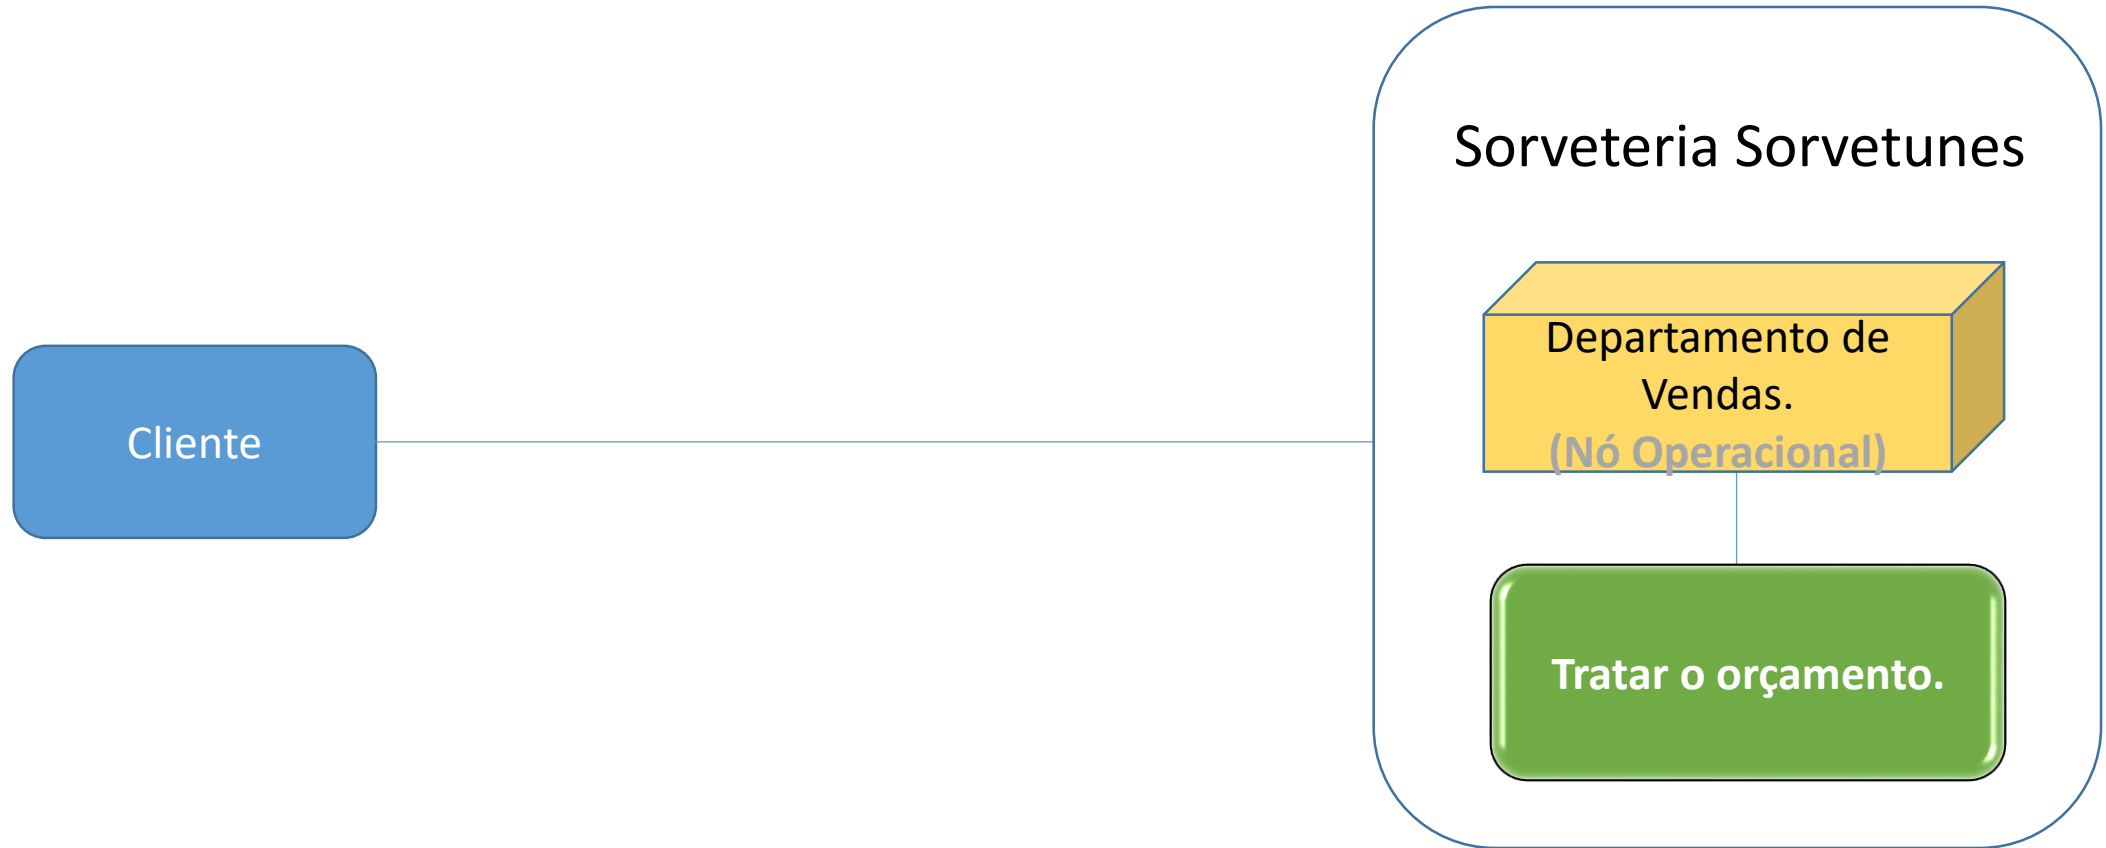 Sorveteria Sorvetunes
Departamento de
Vendas.
(Nó Operacional)
Cliente
Tratar o orçamento.